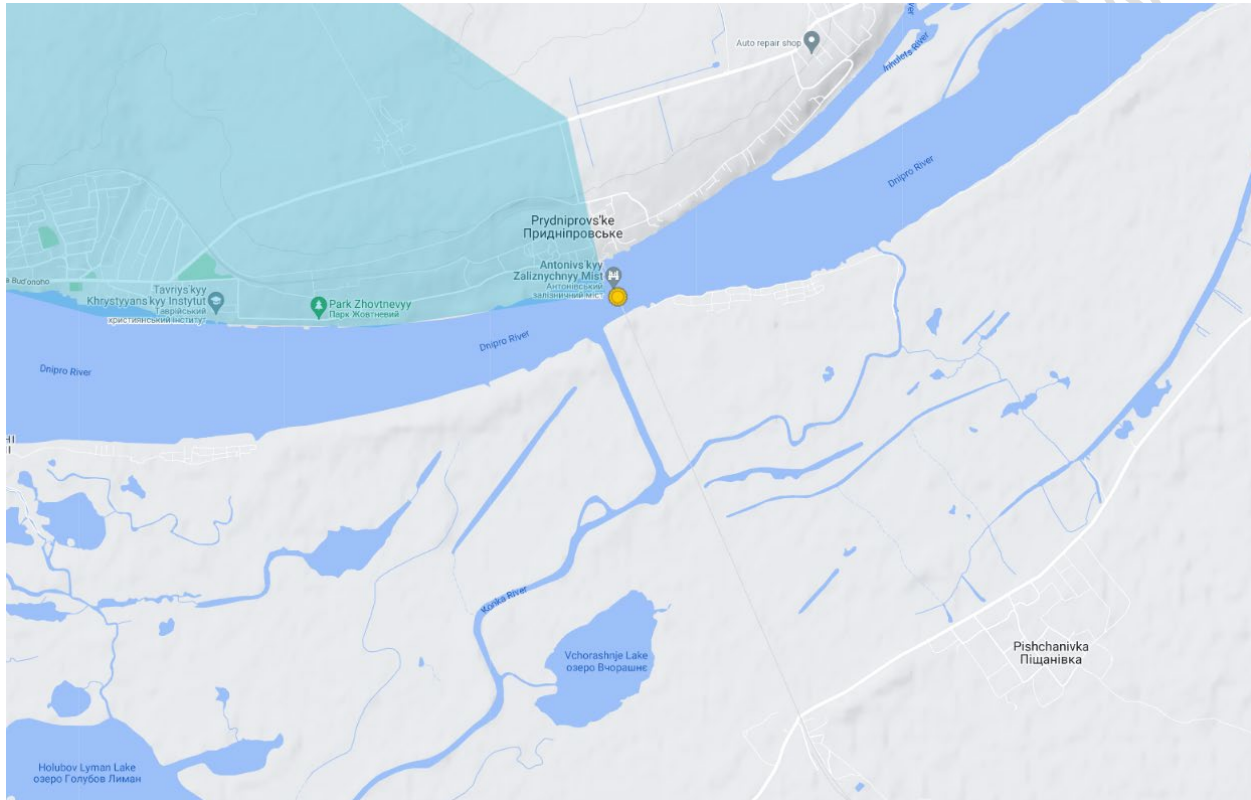 Auto repair shop
Inhulets River
Dnipro River
Prydniprovs'ke
Придніпровське
Antonivs'kyy
Zaliznychnyy Mist
Антонівський
залізничний міст
a Bud'onoho
Tavriys'kyy
Khrystyyans'kyy Instytut
Таврійський
християнський інститут
Park Zhovtnevyy
Парк Жовтневий
Dnipro River
Dnipro River
Konka River
Vchorashnje Lake
озеро Вчорашнє
Pishchanivka
Піщанівка
Holubov Lyman Lake
озеро Голубов Лиман